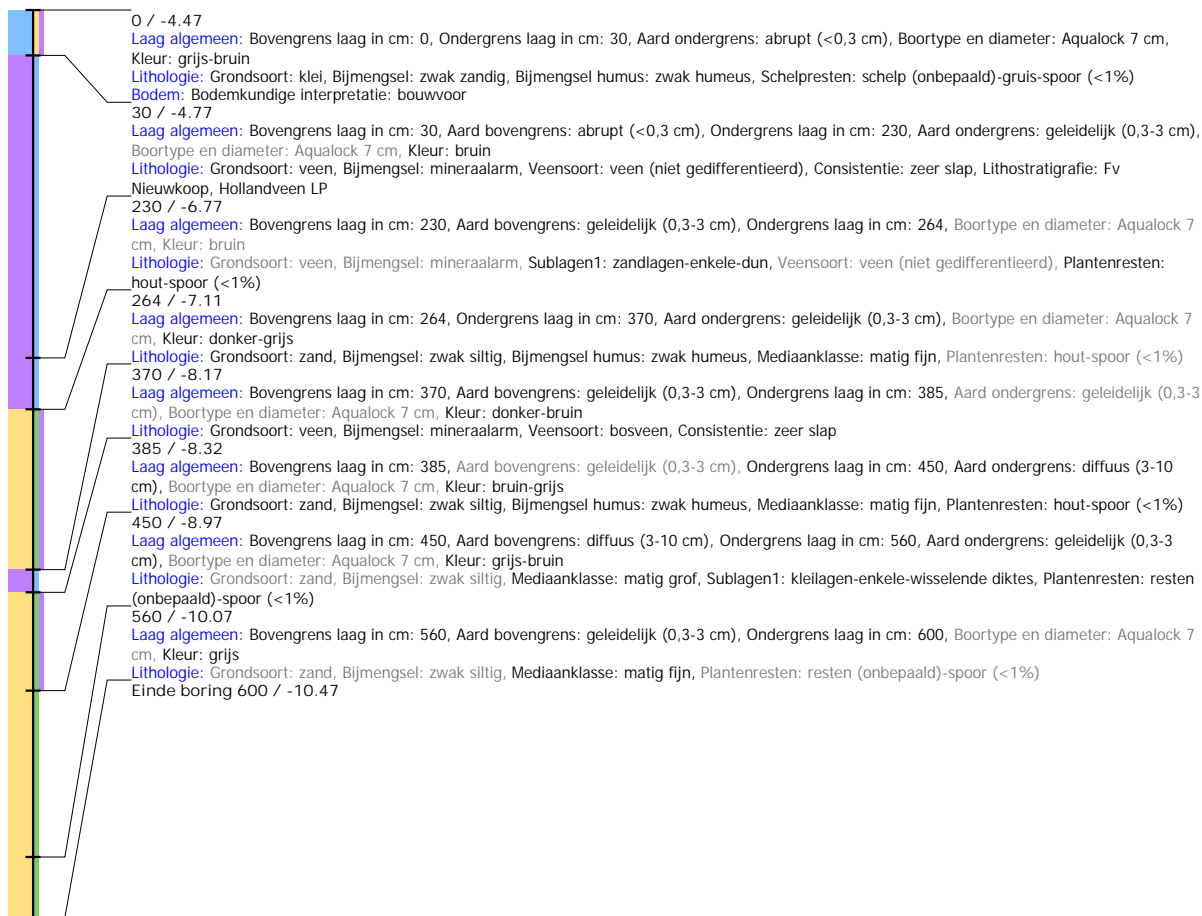 0 / -4.47
Laag algemeen: Bovengrens laag in cm: 0, Ondergrens laag in cm: 30, Aard ondergrens: abrupt (<0,3 cm), Boortype en diameter: Aqualock 7 cm,
Kleur: grijs-bruin
Lithologie: Grondsoort: klei, Bijmengsel: zwak zandig, Bijmengsel humus: zwak humeus, Schelpresten: schelp (onbepaald)-gruis-spoor (<1%)
Bodem: Bodemkundige interpretatie: bouwvoor
30 / -4.77
Laag algemeen: Bovengrens laag in cm: 30, Aard bovengrens: abrupt (<0,3 cm), Ondergrens laag in cm: 230, Aard ondergrens: geleidelijk (0,3-3 cm),
Boortype en diameter: Aqualock 7 cm, Kleur: bruin
Lithologie: Grondsoort: veen, Bijmengsel: mineraalarm, Veensoort: veen (niet gedifferentieerd), Consistentie: zeer slap, Lithostratigrafie: Fv
Nieuwkoop, Hollandveen LP
230 / -6.77
Laag algemeen: Bovengrens laag in cm: 230, Aard bovengrens: geleidelijk (0,3-3 cm), Ondergrens laag in cm: 264, Boortype en diameter: Aqualock 7
cm, Kleur: bruin
Lithologie: Grondsoort: veen, Bijmengsel: mineraalarm, Sublagen1: zandlagen-enkele-dun, Veensoort: veen (niet gedifferentieerd), Plantenresten:
hout-spoor (<1%)
264 / -7.11
Laag algemeen: Bovengrens laag in cm: 264, Ondergrens laag in cm: 370, Aard ondergrens: geleidelijk (0,3-3 cm), Boortype en diameter: Aqualock 7
cm, Kleur: donker-grijs
Lithologie: Grondsoort: zand, Bijmengsel: zwak siltig, Bijmengsel humus: zwak humeus, Mediaanklasse: matig fijn, Plantenresten: hout-spoor (<1%)
370 / -8.17
Laag algemeen: Bovengrens laag in cm: 370, Aard bovengrens: geleidelijk (0,3-3 cm), Ondergrens laag in cm: 385, Aard ondergrens: geleidelijk (0,3-3
cm), Boortype en diameter: Aqualock 7 cm, Kleur: donker-bruin
Lithologie: Grondsoort: veen, Bijmengsel: mineraalarm, Veensoort: bosveen, Consistentie: zeer slap
385 / -8.32
Laag algemeen: Bovengrens laag in cm: 385, Aard bovengrens: geleidelijk (0,3-3 cm), Ondergrens laag in cm: 450, Aard ondergrens: diffuus (3-10
cm), Boortype en diameter: Aqualock 7 cm, Kleur: bruin-grijs
Lithologie: Grondsoort: zand, Bijmengsel: zwak siltig, Bijmengsel humus: zwak humeus, Mediaanklasse: matig fijn, Plantenresten: hout-spoor (<1%)
450 / -8.97
Laag algemeen: Bovengrens laag in cm: 450, Aard bovengrens: diffuus (3-10 cm), Ondergrens laag in cm: 560, Aard ondergrens: geleidelijk (0,3-3
cm), Boortype en diameter: Aqualock 7 cm, Kleur: grijs-bruin
Lithologie: Grondsoort: zand, Bijmengsel: zwak siltig, Mediaanklasse: matig grof, Sublagen1: kleilagen-enkele-wisselende diktes, Plantenresten: resten
(onbepaald)-spoor (<1%)
560 / -10.07
Laag algemeen: Bovengrens laag in cm: 560, Aard bovengrens: geleidelijk (0,3-3 cm), Ondergrens laag in cm: 600, Boortype en diameter: Aqualock 7
cm, Kleur: grijs
Lithologie: Grondsoort: zand, Bijmengsel: zwak siltig, Mediaanklasse: matig fijn, Plantenresten: resten (onbepaald)-spoor (<1%)
Einde boring 600 / -10.47